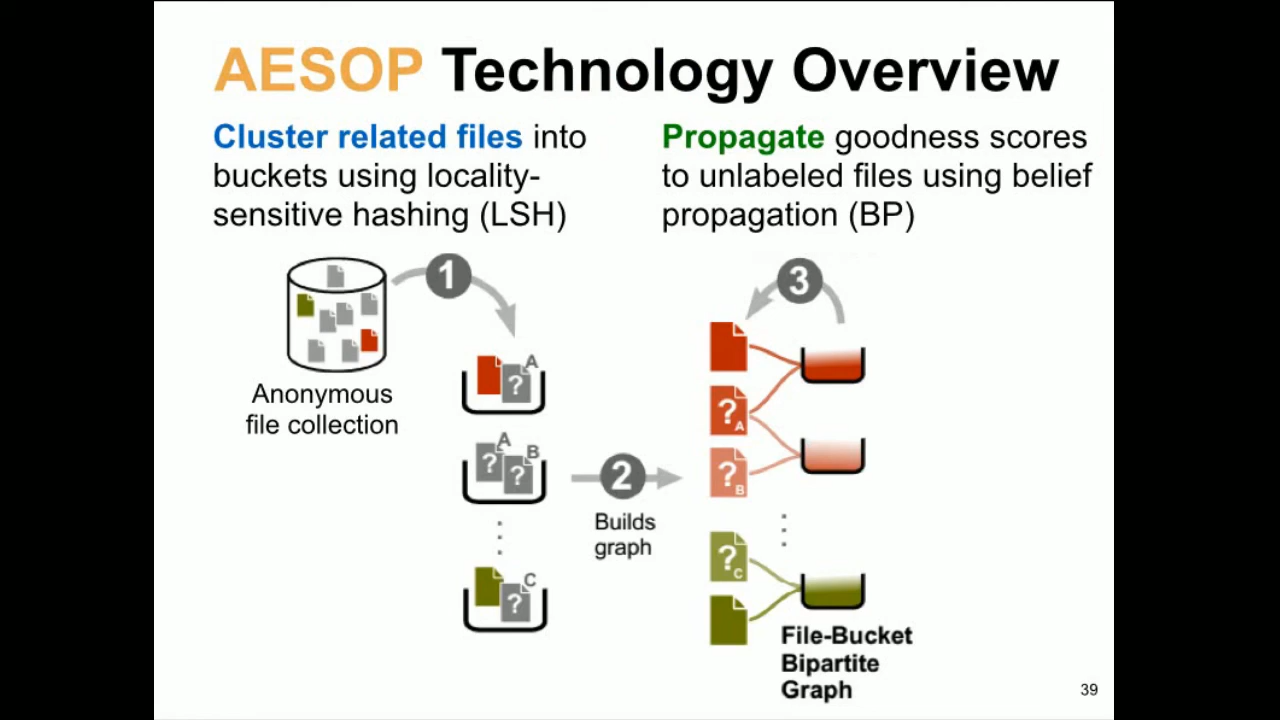 AESOP Technology Overview
Cluster related files into
buckets using locality-
sensitive hashing (LSH)
Propagate goodness scores
to unlabeled files using belief
propagation (BP)
1
Anonymous
file collection
? A
A
? ? B
? C
2
Builds
graph
3
? A
? B
? C
File-Bucket
Bipartite
Graph
39